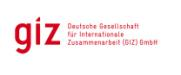 giz
Deutsche Gesellschaft
für Internationale
Zusammenarbeit (GIZ) GmbH